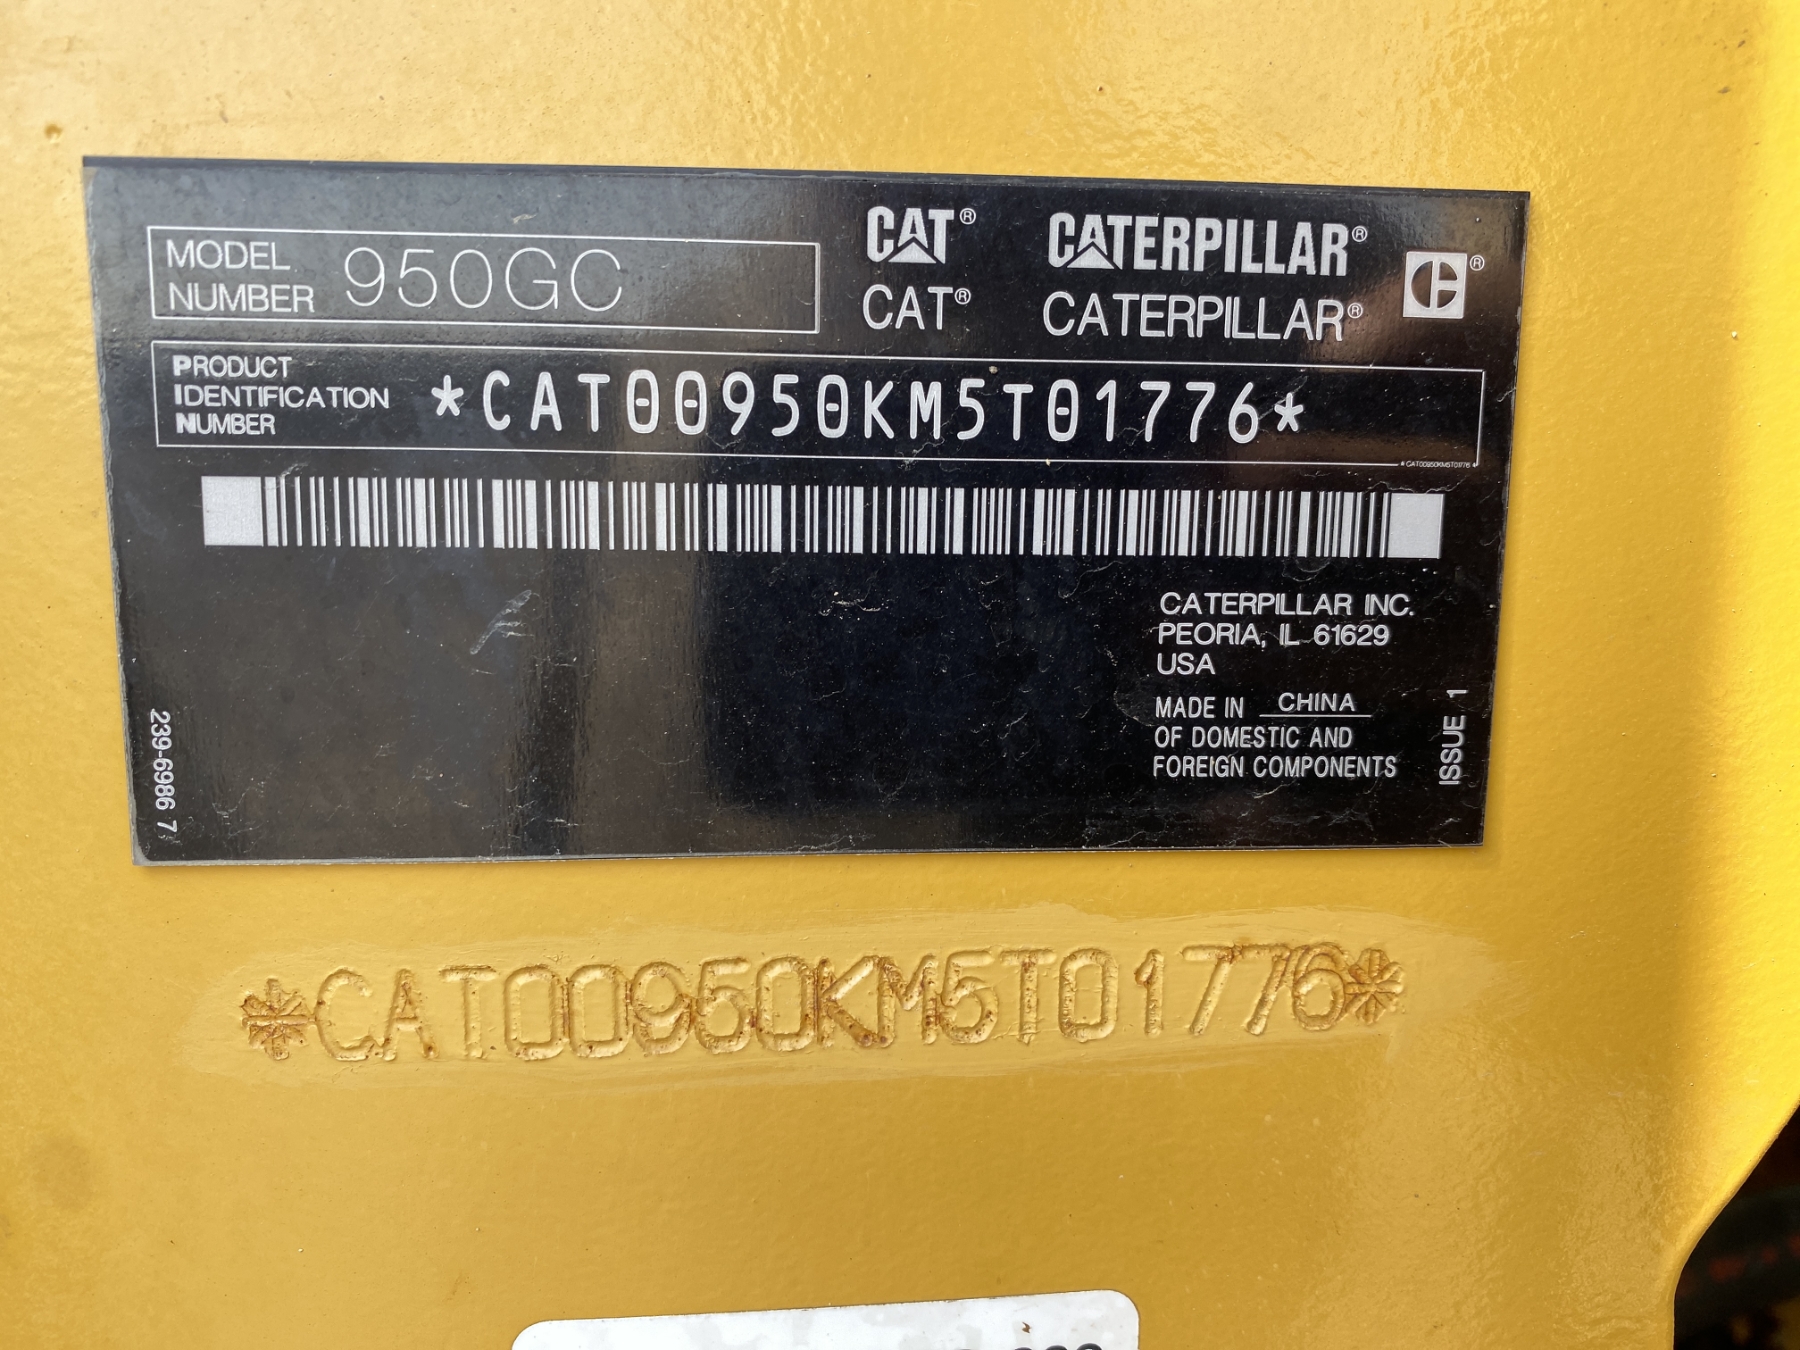 MODEL NUMBER 950GC
CAT® CATERPILLAR®
CAT® CATERPILLAR®
PRODUCT IDENTIFICATION NUMBER *CAT00950KM5T01776*
*CAT00950KM5T01776*
CATERPILLAR INC.
PEORIA, IL 61629
USA
MADE IN CHINA
OF DOMESTIC AND
FOREIGN COMPONENTS
239-6986 7
ISSUE 1
*CAT00950KM5T01776*